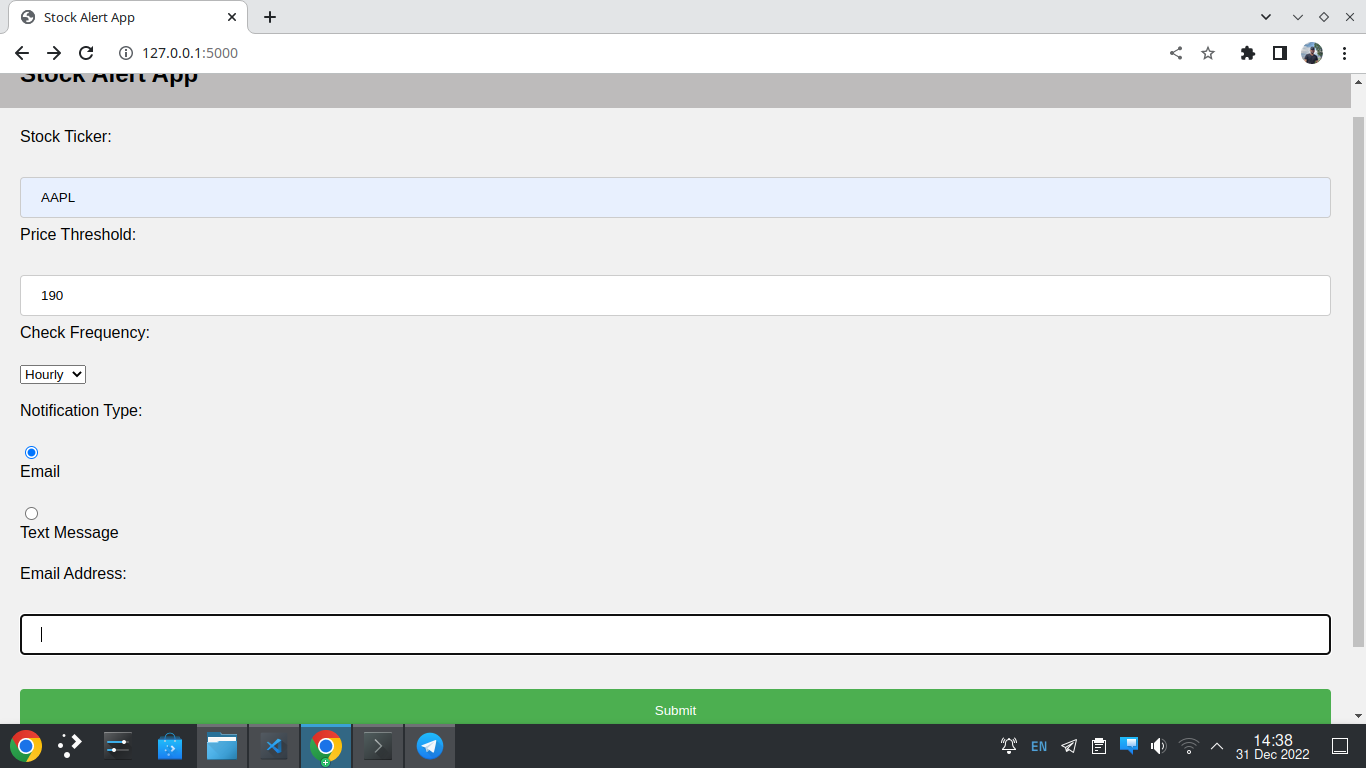 Stock Alert App
127.0.0.1:5000
Stock Alert App
Stock Ticker:
AAPL
Price Threshold:
190
Check Frequency:
Hourly
Notification Type:
Email
Text Message
Email Address:
Submit
EN
14:38
31 Dec 2022